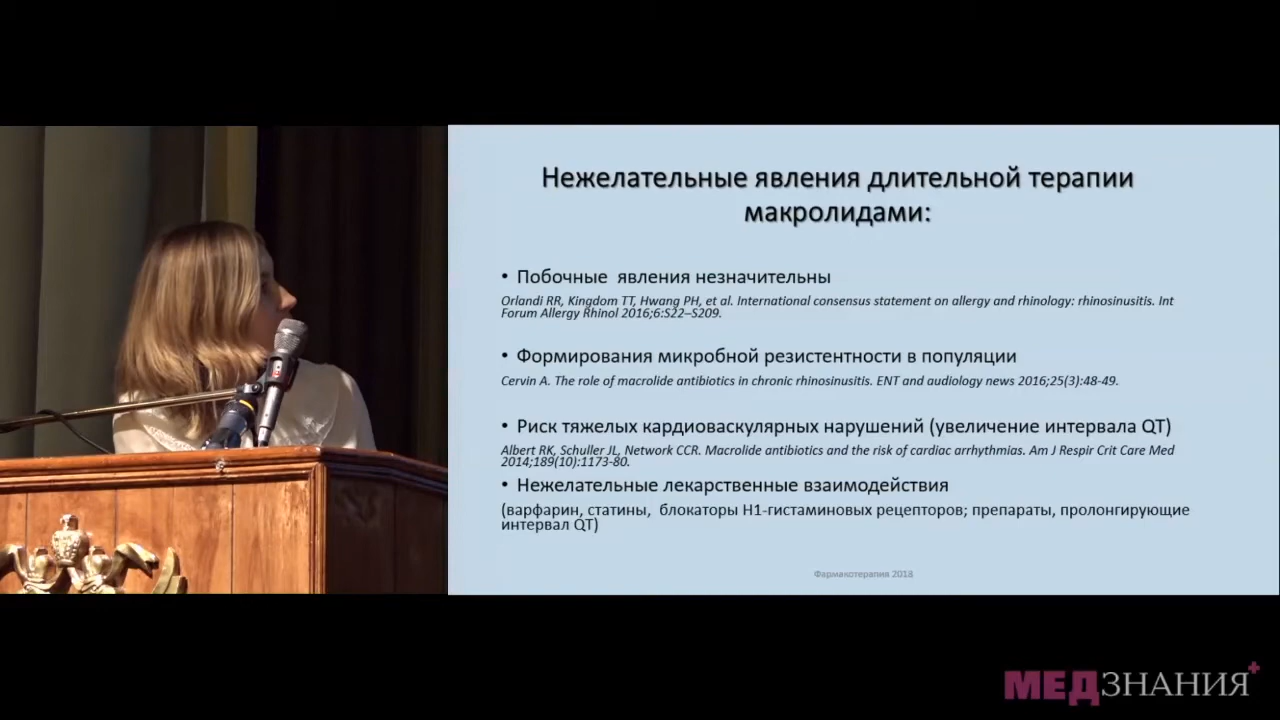 Нежелательные явления длительной терапии
макролидами:
• Побочные явления незначительны
Orlandi RR, Kingdom TT, Hwang PH, et al. International consensus statement on allergy and rhinology: rhinosinusitis. Int
Forum Allergy Rhinol 2016;6:S22–S209.
• Формирования микробной резистентности в популяции
Cervin A. The role of macrolide antibiotics in chronic rhinosinusitis. ENT and audiology news 2016;25(3):48-49.
• Риск тяжелых кардиоваскулярных нарушений (увеличение интервала QT)
Albert RK, Schuller JL, Network CCR. Macrolide antibiotics and the risk of cardiac arrhythmias. Am J Respir Crit Care Med
2014;189(10):1173-80.
• Нежелательные лекарственные взаимодействия
(варфарин, статины, блокаторы H1-гистаминовых рецепторов; препараты, пролонгирующие
интервал QT)
Фармакотерапия 2018
МЕДЗНАНИЯ+